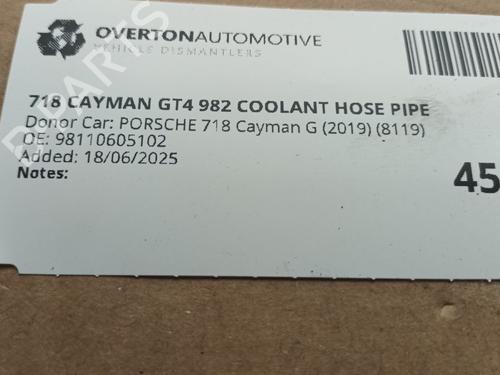 OVERTONAUTOMOTIVE
VEHICLE DISMANTLERS
718 CAYMAN GT4 982 COOLANT HOSE PIPE
Donor Car: PORSCHE 718 Cayman G (2019) (8119)
OE: 98110605102
Added: 18/06/2025
45
Notes:
B-PARTS